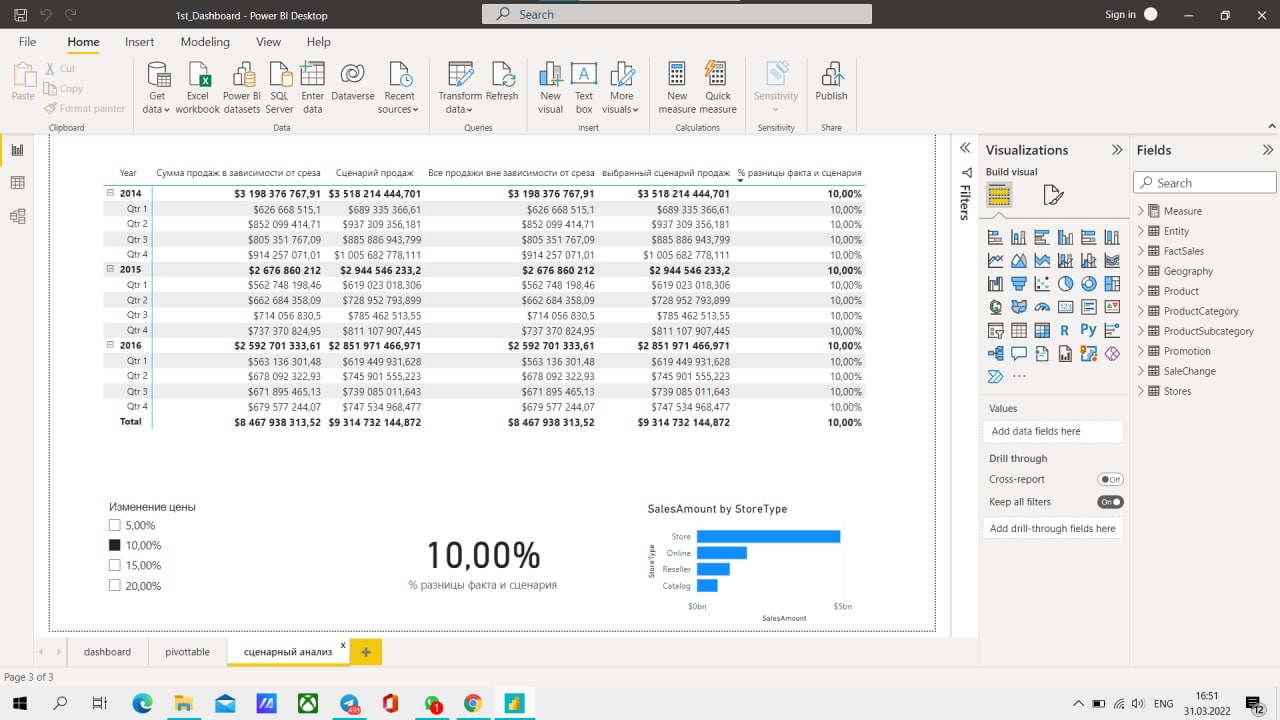 1st_Dashboard - Power BI Desktop
Search
Sign in
File Home Insert Modeling View Help
Paste
Cut
Copy
Format painter
Clipboard
Get data
Excel workbook
Power BI datasets
SQL Server
Enter data
Dataverse
Recent sources
Data
Transform data
Refresh
Queries
New visual
Text box
More visuals
Insert
New measure
Quick measure
Calculations
Sensitivity
Sensitivity
Publish
Share
Year Сумма продаж в зависимости от среза Сценарий продаж Все продажи вне зависимости от среза выбранный сценарий продаж % разницы факта и сценария
2014 $3 198 376 767,91 $3 518 214 444,701 $3 198 376 767,91 $3 518 214 444,701 10,00%
Qtr 1 $626 668 515,1 $689 335 366,61 $626 668 515,1 $689 335 366,61 10,00%
Qtr 2 $852 099 414,71 $937 309 356,181 $852 099 414,71 $937 309 356,181 10,00%
Qtr 3 $805 351 767,09 $885 886 943,799 $805 351 767,09 $885 886 943,799 10,00%
Qtr 4 $914 257 071,01 $1 005 682 778,111 $914 257 071,01 $1 005 682 778,111 10,00%
2015 $2 676 860 212 $2 944 546 233,2 $2 676 860 212 $2 944 546 233,2 10,00%
Qtr 1 $562 748 198,46 $619 023 018,306 $562 748 198,46 $619 023 018,306 10,00%
Qtr 2 $662 684 358,09 $728 952 793,899 $662 684 358,09 $728 952 793,899 10,00%
Qtr 3 $714 056 830,5 $785 462 513,55 $714 056 830,5 $785 462 513,55 10,00%
Qtr 4 $737 370 824,95 $811 107 907,445 $737 370 824,95 $811 107 907,445 10,00%
2016 $2 592 701 333,61 $2 851 971 466,971 $2 592 701 333,61 $2 851 971 466,971 10,00%
Qtr 1 $563 136 301,48 $619 449 931,628 $563 136 301,48 $619 449 931,628 10,00%
Qtr 2 $678 092 322,93 $745 901 555,223 $678 092 322,93 $745 901 555,223 10,00%
Qtr 3 $671 895 465,13 $739 085 011,643 $671 895 465,13 $739 085 011,643 10,00%
Qtr 4 $679 577 244,07 $747 534 968,477 $679 577 244,07 $747 534 968,477 10,00%
Total $8 467 938 313,52 $9 314 732 144,872 $8 467 938 313,52 $9 314 732 144,872 10,00%
Изменение цены
5,00%
10,00%
15,00%
20,00%
10,00%
% разницы факта и сценария
SalesAmount by StoreType
StoreType
Store
Online
Reseller
Catalog
$0bn $5bn
SalesAmount
Filters
Visualizations
Build visual
R Py
123
Values
Add data fields here
Drill through
Cross-report Off
Keep all filters On
Add drill-through fields here
Fields
Search
Measure
Entity
FactSales
Geography
Product
ProductCategory
ProductSubcategory
Promotion
SaleChange
Stores
dashboard pivottable сценарный анализ x +
Page 3 of 3
499
1
ENG
16:51
31.03.2022
12